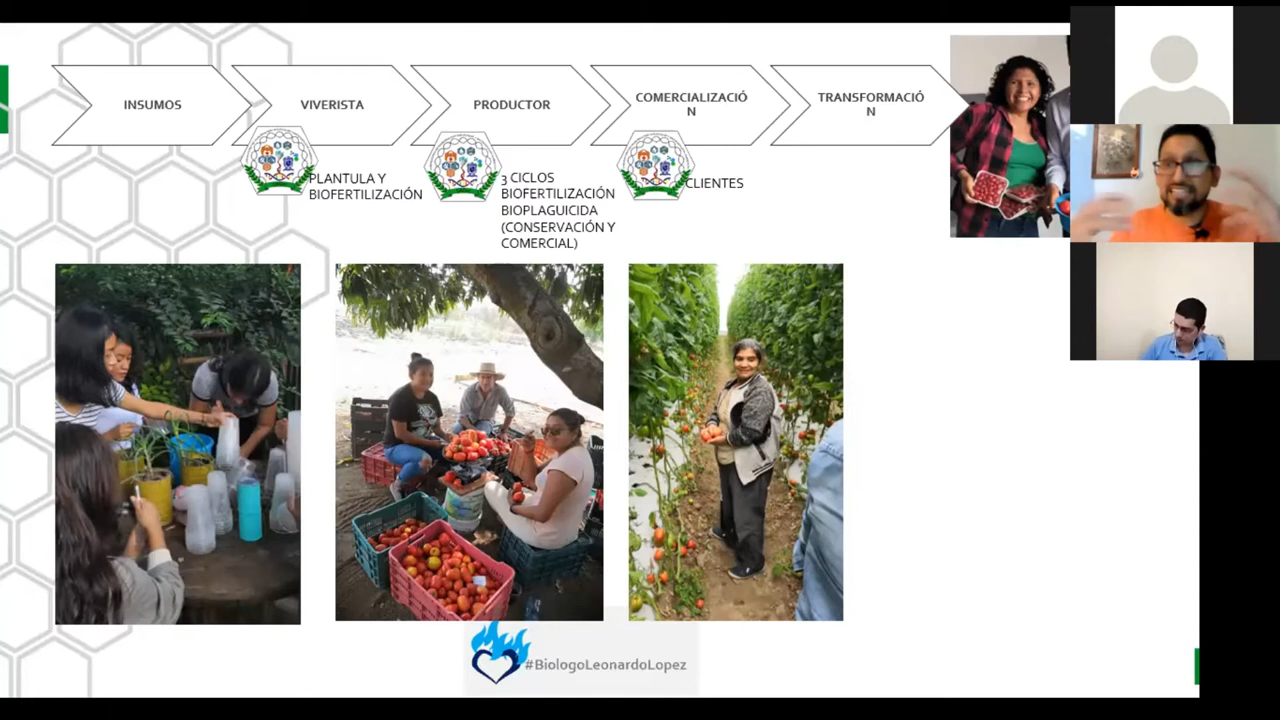 INSUMOS
VIVERISTA
PRODUCTOR
COMERCIALIZACIÓ
N
TRANSFORMACIÓ
N
PLANTULA Y
BIOFERTILIZACIÓN
3 CICLOS
BIOFERTILIZACIÓN
BIOPLAGUICIDA
(CONSERVACIÓN Y
COMERCIAL)
CLIENTES
#BiologoLeonardoLopez